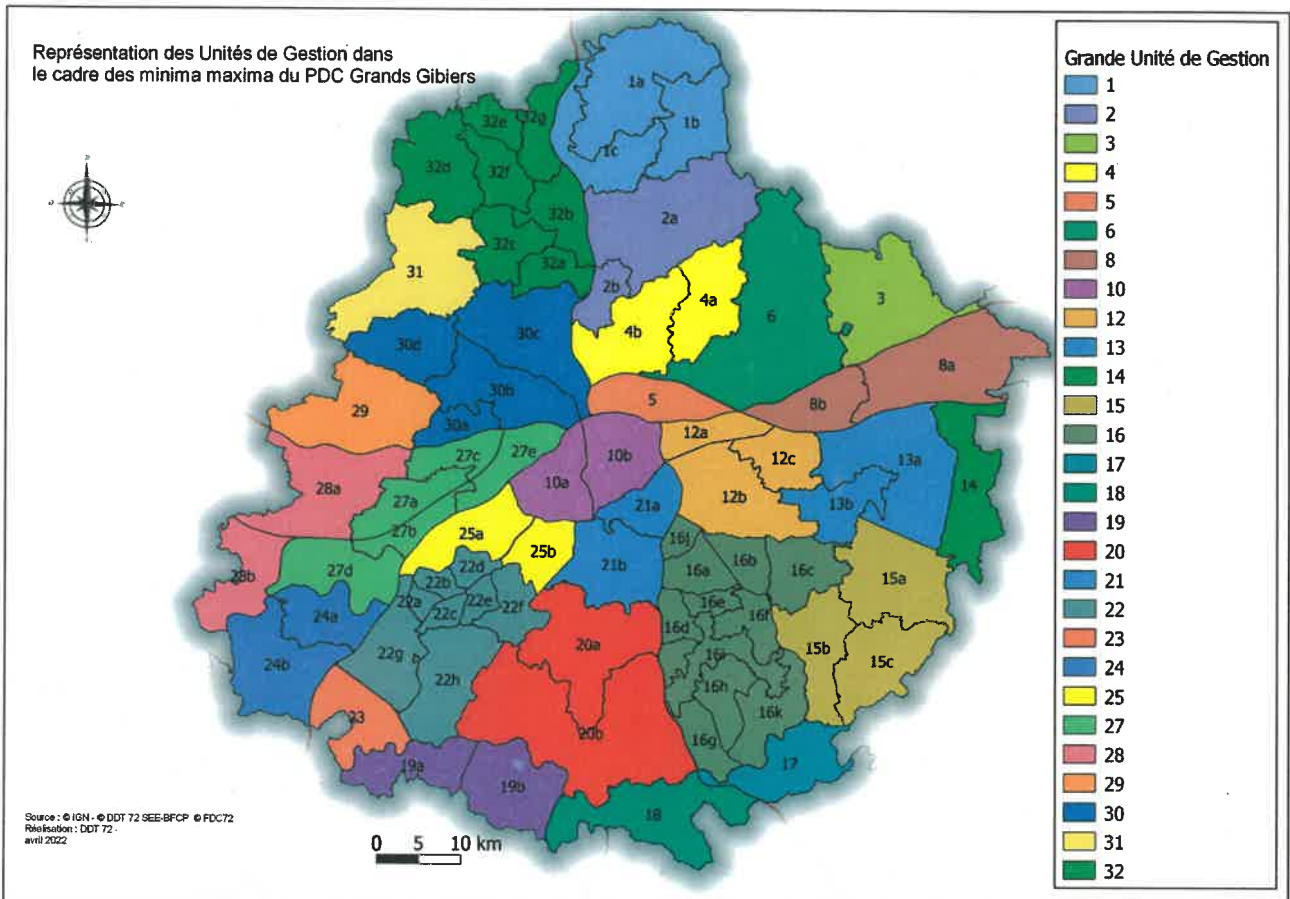 Représentation des Unités de Gestion dans
le cadre des minima maxima du PDC Grands Gibiers
Grande Unité de Gestion
1
2
3
4
5
6
8
10
12
13
14
15
16
17
18
19
20
21
22
23
24
25
27
28
29
30
31
32
1a
1b
1c
32e
32g
32d
32f
32b
32c
32a
2a
2b
31
4a
4b
6
3
30c
30d
30b
30a
29
5
8a
8b
12a
12c
12b
10b
10a
13a
13b
14
27c
27e
27a
27b
27d
28a
28b
25a
25b
21a
21b
16j
16a
16b
16c
16e
16f
16d
16i
16h
16k
16g
15a
15b
15c
22d
22b
22a
22c
22e
22f
22g
22h
24a
24b
20a
20b
23
19a
19b
17
18
Source : © IGN - © DDT 72 SEE-BFCP © FDC72
Réalisation : DDT 72 -
avril 2022
0 5 10 km